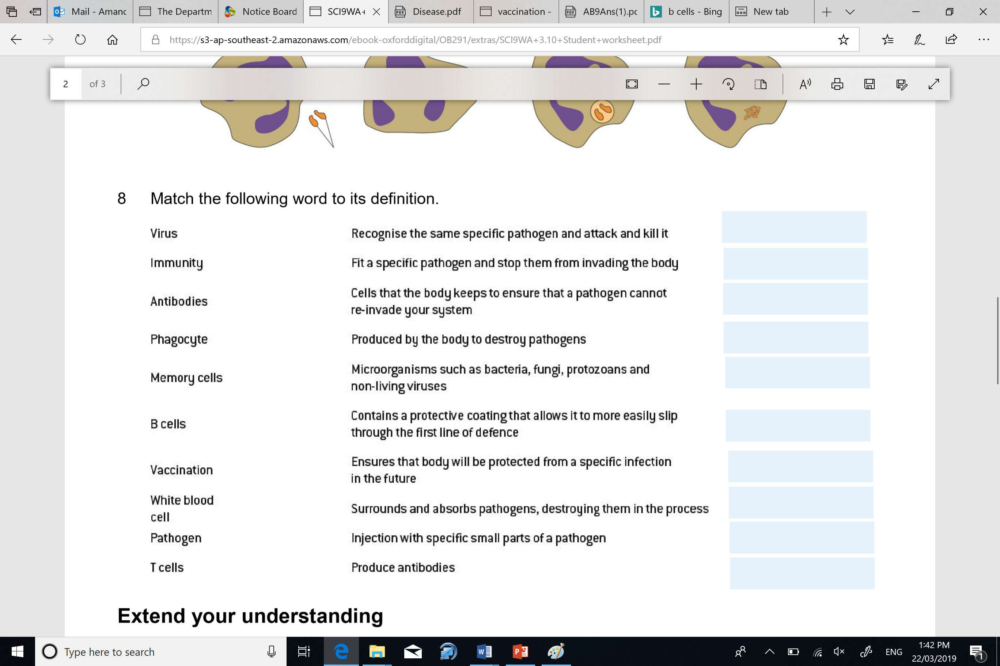 Mail - Amanc
The Departm
Notice Board
SCI9WA+
Disease.pdf
vaccination -
AB9Ans(1).pc
b cells - Bing
New tab
https://s3-ap-southeast-2.amazonaws.com/ebook-oxforddigital/OB291/extras/SCI9WA+3.10+Student+worksheet.pdf
2 of 3
8 Match the following word to its definition.
Virus
Recognise the same specific pathogen and attack and kill it
Immunity
Fit a specific pathogen and stop them from invading the body
Antibodies
Cells that the body keeps to ensure that a pathogen cannot
re-invade your system
Phagocyte
Produced by the body to destroy pathogens
Memory cells
Microorganisms such as bacteria, fungi, protozoans and
non-living viruses
B cells
Contains a protective coating that allows it to more easily slip
through the first line of defence
Vaccination
Ensures that body will be protected from a specific infection
in the future
White blood
cell
Surrounds and absorbs pathogens, destroying them in the process
Pathogen
Injection with specific small parts of a pathogen
T cells
Produce antibodies
Extend your understanding
Type here to search
ENG
1:42 PM
22/03/2019
1